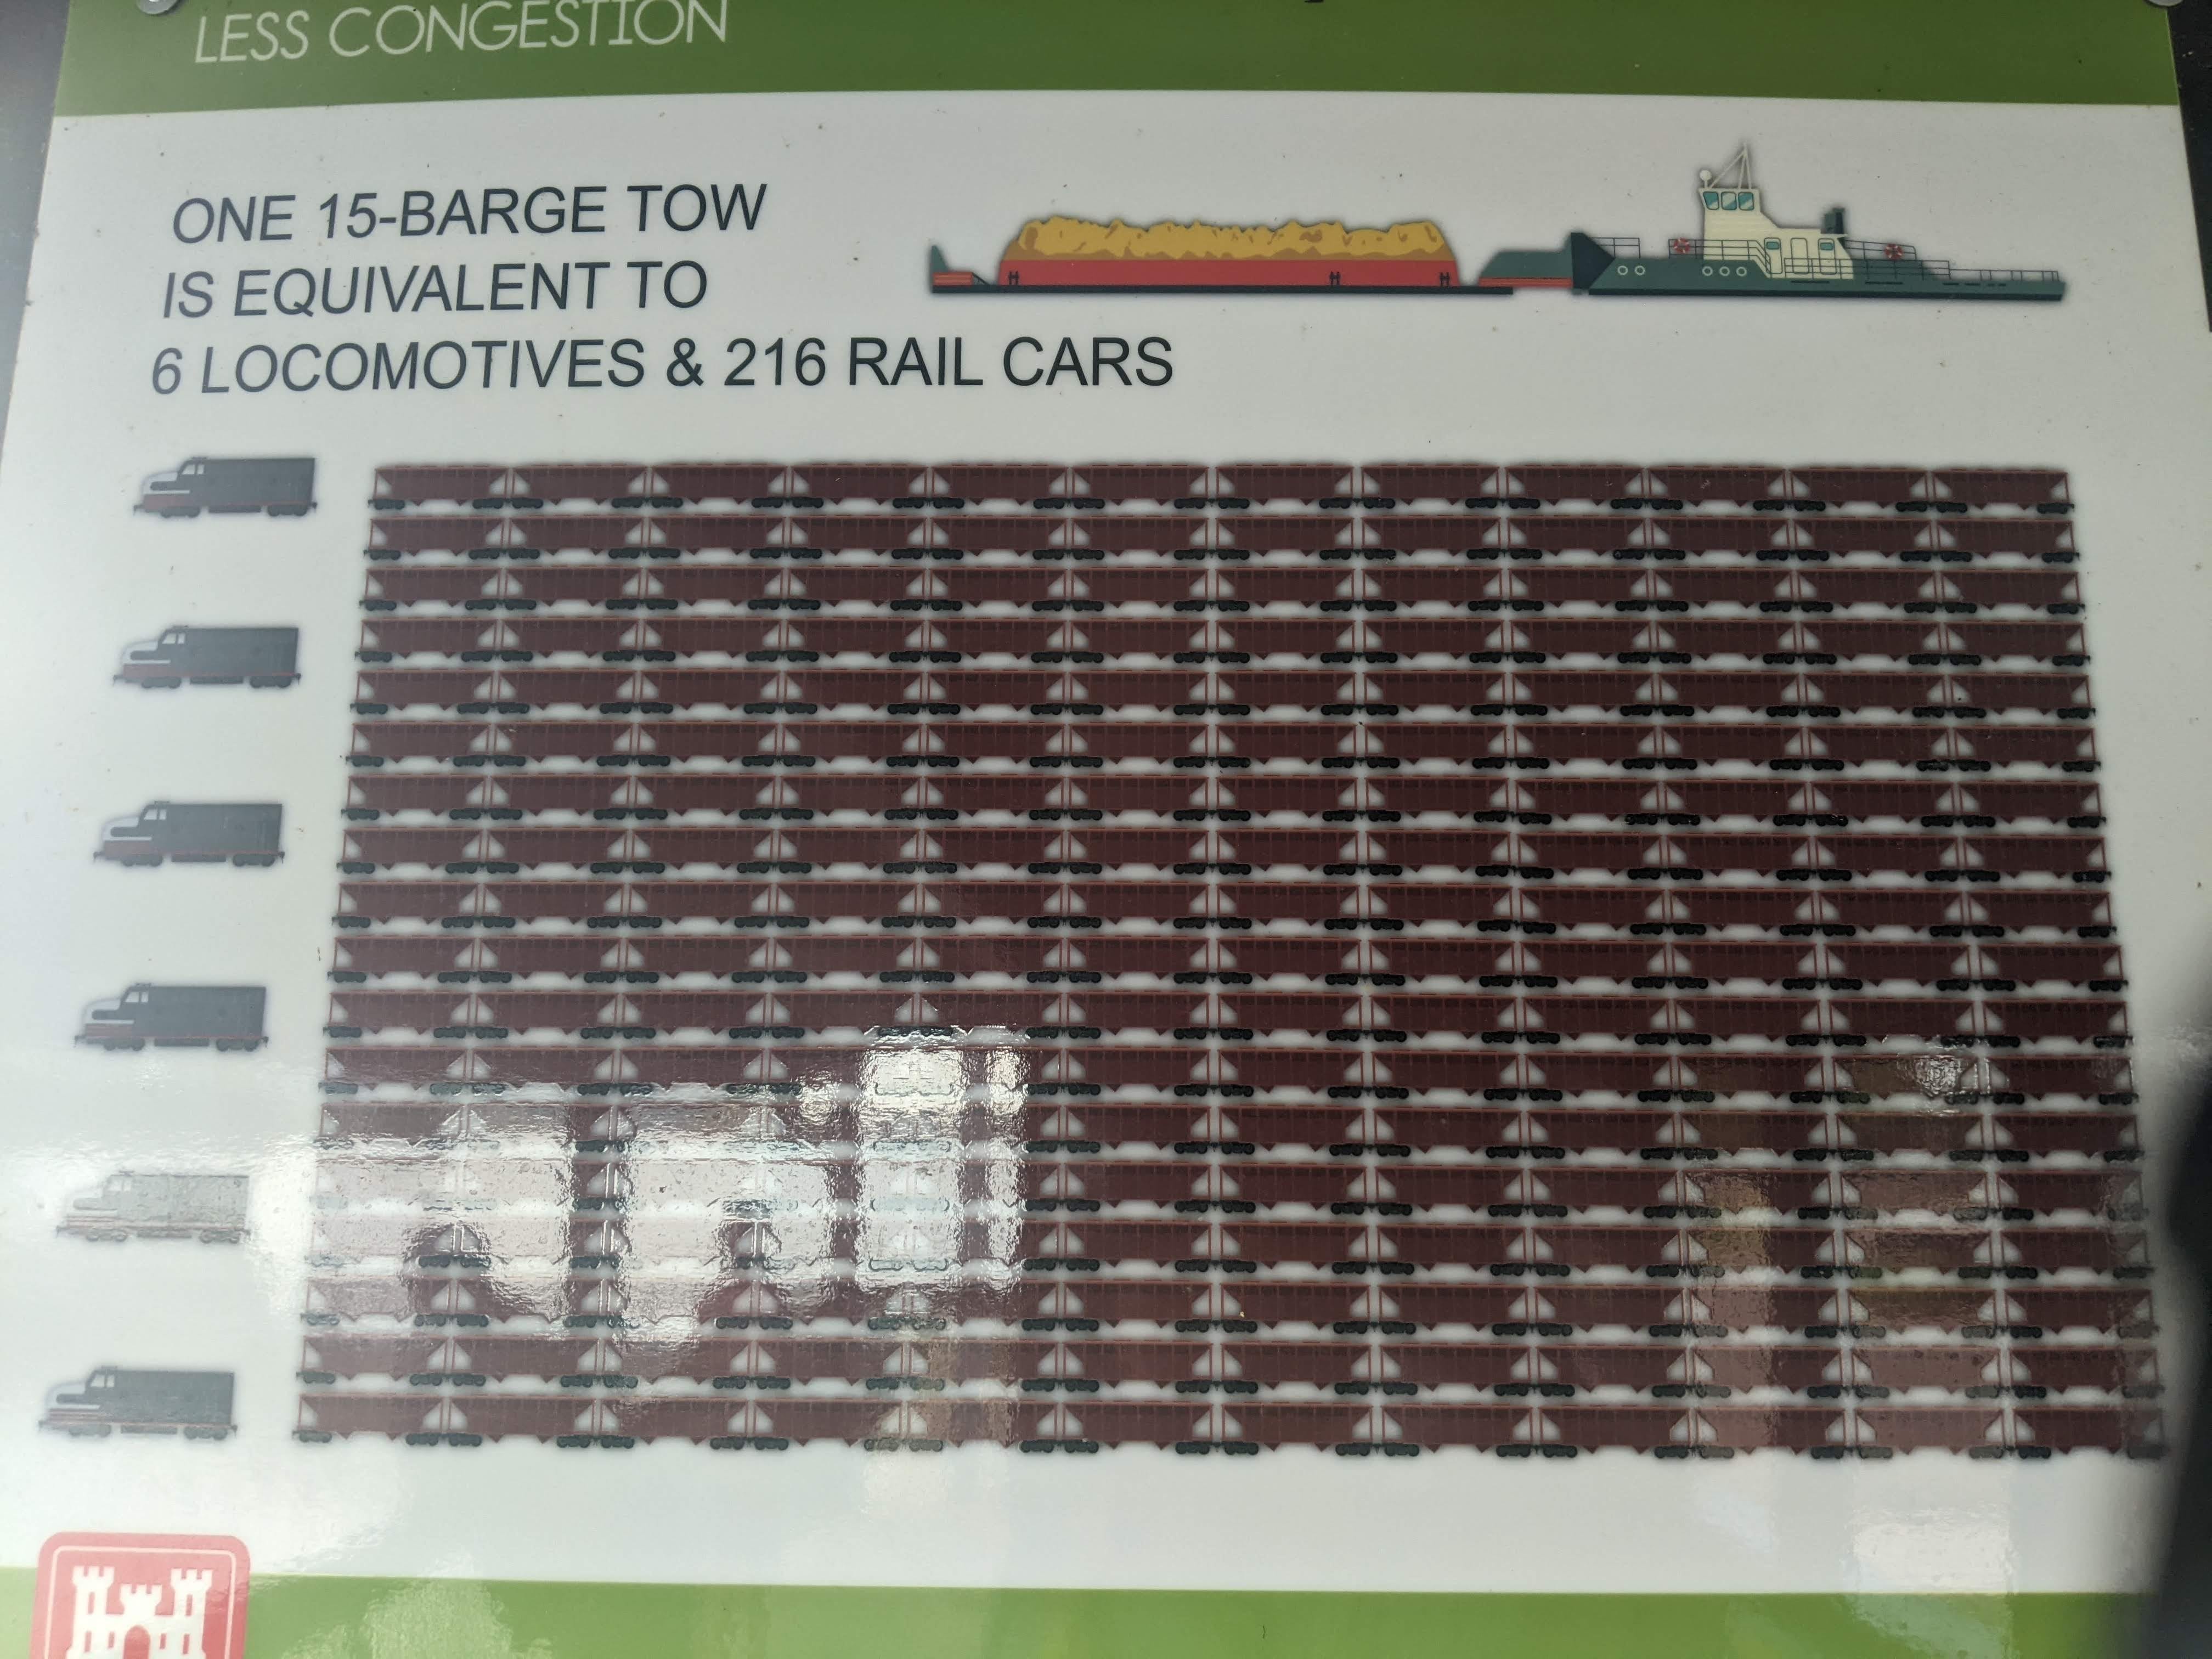 LESS CONGESTION
ONE 15-BARGE TOW
IS EQUIVALENT TO
6 LOCOMOTIVES & 216 RAIL CARS